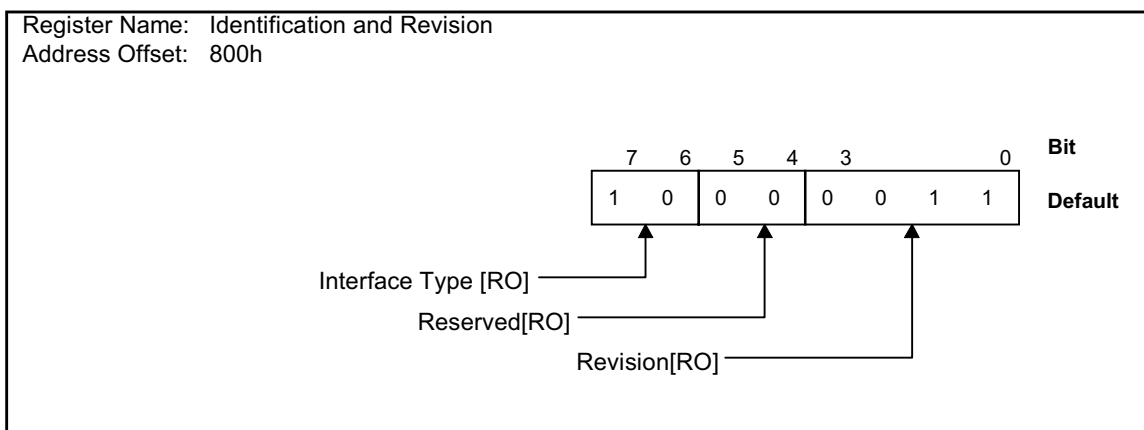 Register Name: Identification and Revision
Address Offset: 800h
7 6 5 4 3 0 Bit
1 0 0 0 0 0 1 1 Default
Interface Type [RO]
Reserved[RO]
Revision[RO]